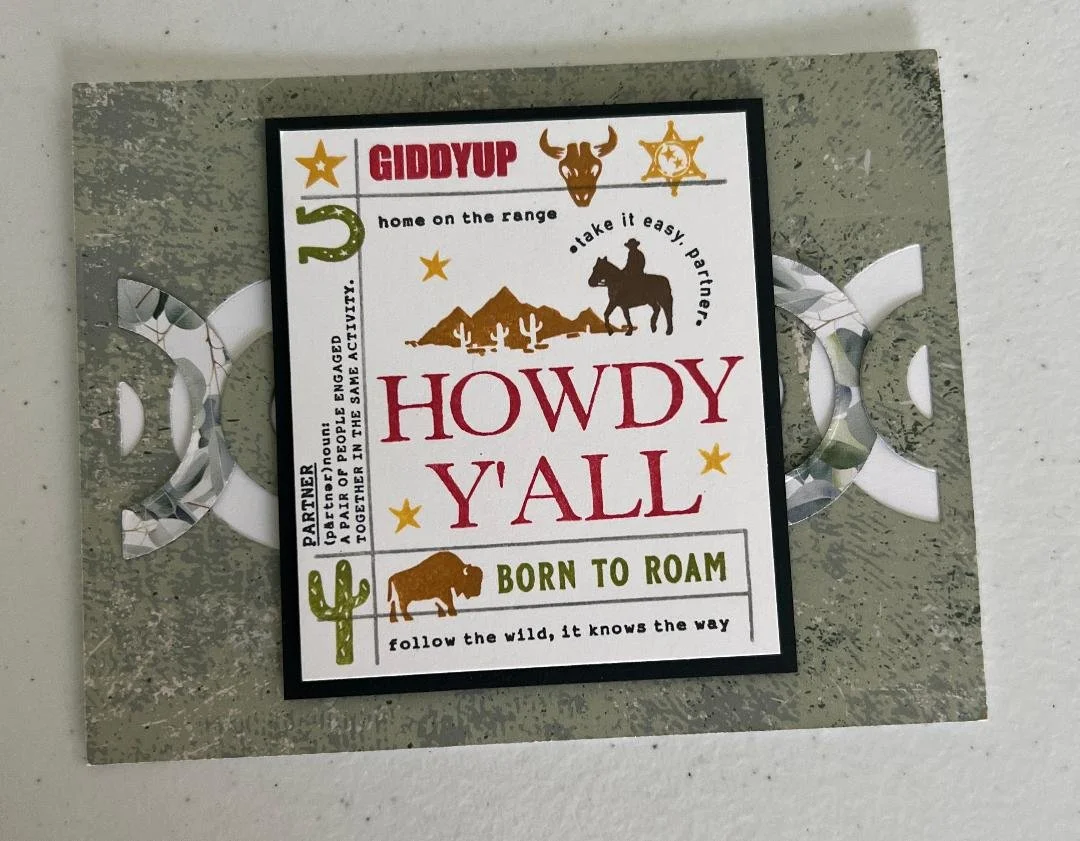 GIDDYUP
home on the range
•take it easy, partner.•
PARTNER
(pärtnər)noun:
A PAIR OF PEOPLE ENGAGED
TOGETHER IN THE SAME ACTIVITY.
HOWDY
Y'ALL
BORN TO ROAM
follow the wild, it knows the way